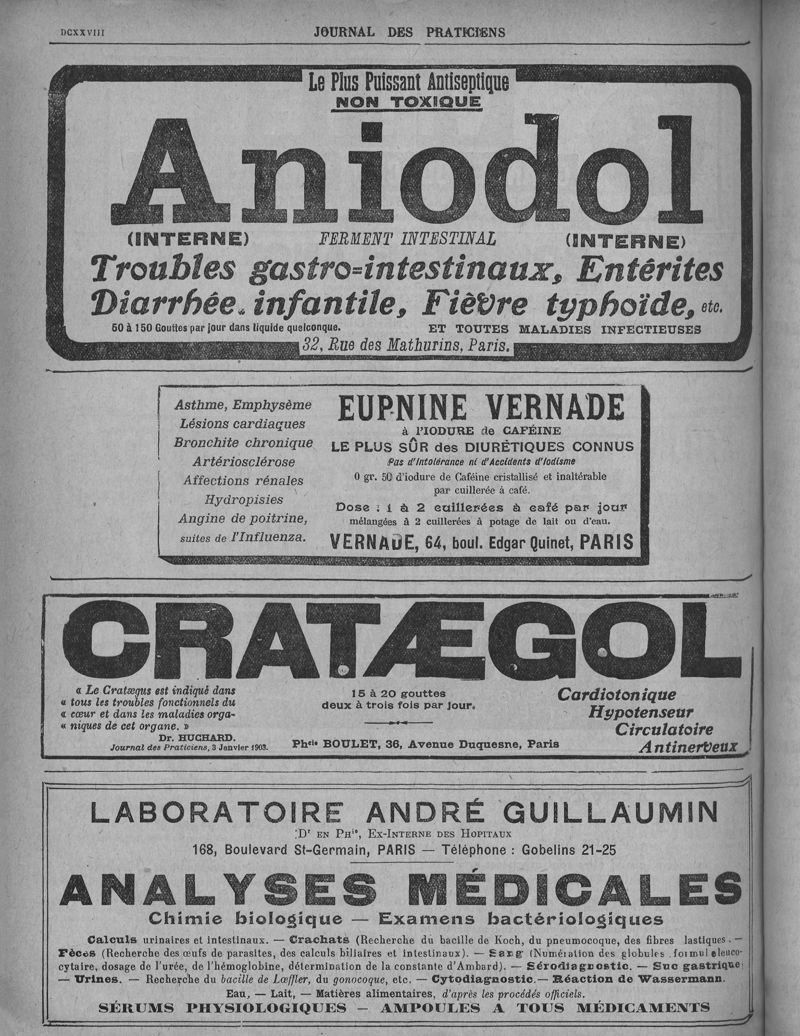 DCXXVIII
JOURNAL DES PRATICIENS
Le Plus Puissant Antiseptique
NON TOXIQUE
Aniodol
(INTERNE) FERMENT INTESTINAL (INTERNE)
Troubles gastro=intestinaux, Entérites
Diarrhée infantile, Fièvre typhoïde, etc.
50 à 150 Gouttes par jour dans liquide quelconque. ET TOUTES MALADIES INFECTIEUSES
32, Rue des Mathurins, Paris.
Asthme, Emphysème
Lésions cardiaques
Bronchite chronique
Artériosclérose
Affections rénales
Hydropisies
Angine de poitrine,
suites de l'Influenza.
EUPNINE VERNADE
à l'IODURE de CAFÉINE
LE PLUS SÛR des DIURÉTIQUES CONNUS
Pas d'Intolérance ni d'Accidents d'Iodisme
0 gr. 50 d'iodure de Caféine cristallisé et inaltérable
par cuillerée à café.
Dose : 1 à 2 cuillerées à café par jour
mélangées à 2 cuillerées à potage de lait ou d'eau.
VERNADE, 64, boul. Edgar Quinet, PARIS
CRATÆGOL
« Le Cratægus est indiqué dans
« tous les troubles fonctionnels du
« cœur et dans les maladies orga-
« niques de cet organe. »
Dr. HUCHARD.
Journal des Praticiens, 3 Janvier 1903.
15 à 20 gouttes
deux à trois fois par jour.
Phcie BOULET, 36, Avenue Duquesne, Paris
Cardiotonique
Hypotenseur
Circulatoire
Antinerveux
LABORATOIRE ANDRÉ GUILLAUMIN
Dr EN Phie, EX-INTERNE DES HOPITAUX
168, Boulevard St-Germain, PARIS — Téléphone : Gobelins 21-25
ANALYSES MÉDICALES
Chimie biologique — Examens bactériologiques
Calculs urinaires et intestinaux. — Crachats (Recherche du bacille de Koch, du pneumocoque, des fibres lastiques. —
Fèces (Recherche des œufs de parasites, des calculs biliaires et intestinaux). — Sang (Numération des globules formul leuco-
cytaire, dosage de l'urée, de l'hémoglobine, détermination de la constante d'Ambard). — Sérodiagnostic. — Suc gastrique;
— Urines. — Recherche du bacille de Lœffler, du gonocoque, etc. — Cytodiagnostic. — Réaction de Wassermann.
Eau, — Lait, — Matières alimentaires, d'après les procédés officiels.
SÉRUMS PHYSIOLOGIQUES — AMPOULES A TOUS MÉDICAMENTS